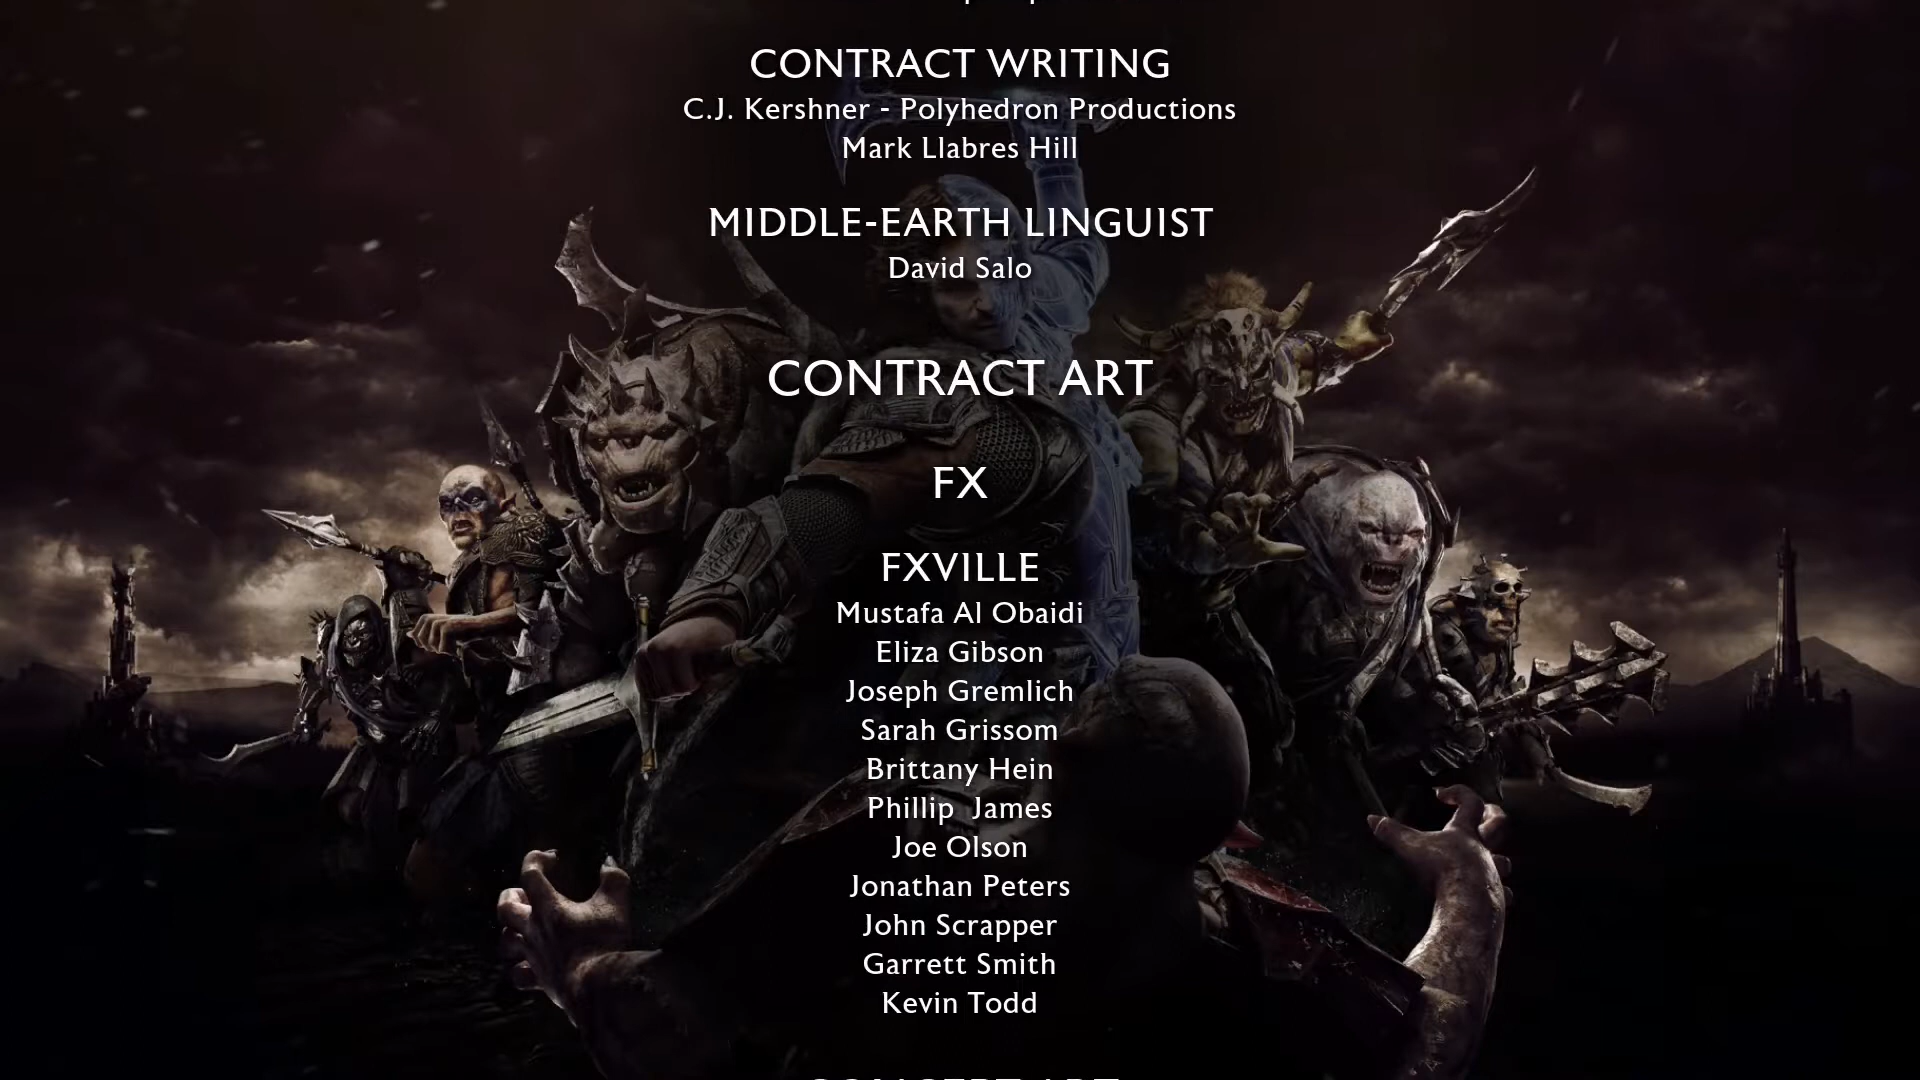 CONTRACT WRITING
C.J. Kershner - Polyhedron Productions
Mark Llabres Hill
MIDDLE-EARTH LINGUIST
David Salo
CONTRACT ART
FX
FXVILLE
Mustafa Al Obaidi
Eliza Gibson
Joseph Gremlich
Sarah Grissom
Brittany Hein
Phillip  James
Joe Olson
Jonathan Peters
John Scrapper
Garrett Smith
Kevin Todd